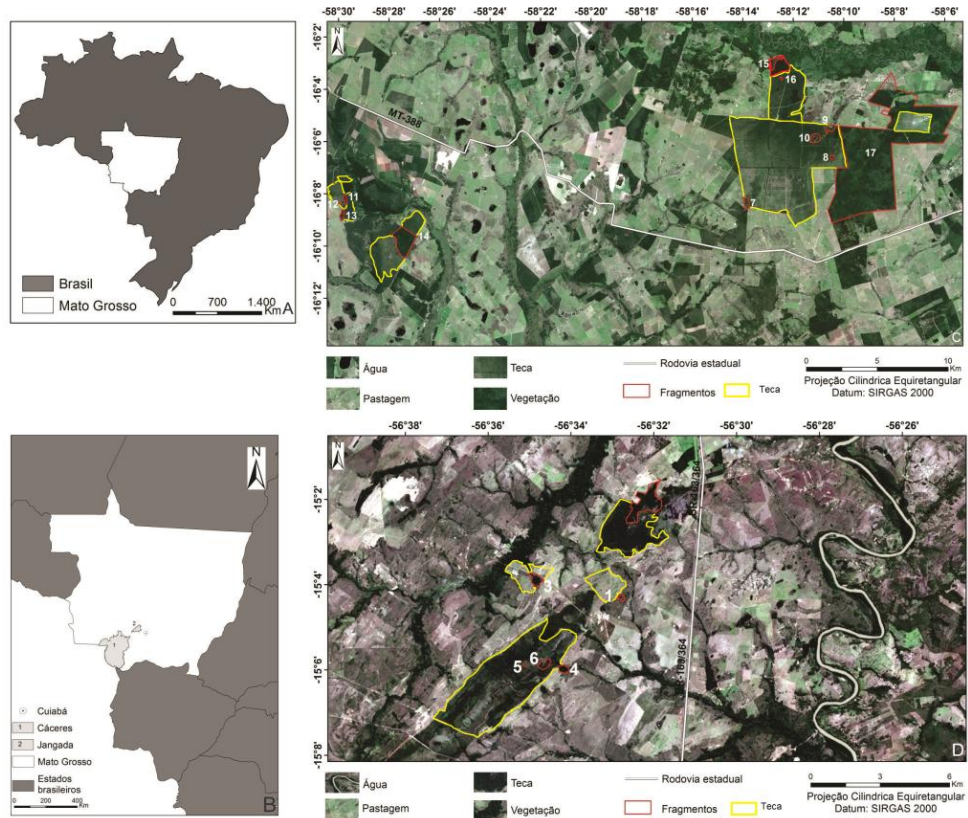 Brasil
Mato Grosso
0 700 1.400
Km
A
-58°30' -58°28' -58°27' -58°24' -58°22' -58°20' -58°18' -58°16' -58°14' -58°12' -58°10' -58°8' -58°6'
-16°2'
-16°4'
-16°6'
-16°8'
-16°10'
-16°12'
N
MT-388
15
16
9
10
8
17
7
11
12
13
14
C
Água
Pastagem
Teca
Vegetação
Rodovia estadual
Fragmentos
Teca
0 5 10
Km
Projeção Cilindrica Equiretangular
Datum: SIRGAS 2000
N
1
2
Cuiabá
1 Cáceres
2 Jangada
Mato Grosso
Estados
brasileiros
0 200 400
Km
B
-56°38' -56°36' -56°34' -56°32' -56°30' -56°28' -56°26'
-15°2'
-15°4'
-15°6'
-15°8'
N
3
1
5
6
4
D
Água
Pastagem
Teca
Vegetação
Rodovia estadual
Fragmentos
Teca
0 3 6
Km
Projeção Cilindrica Equiretangular
Datum: SIRGAS 2000